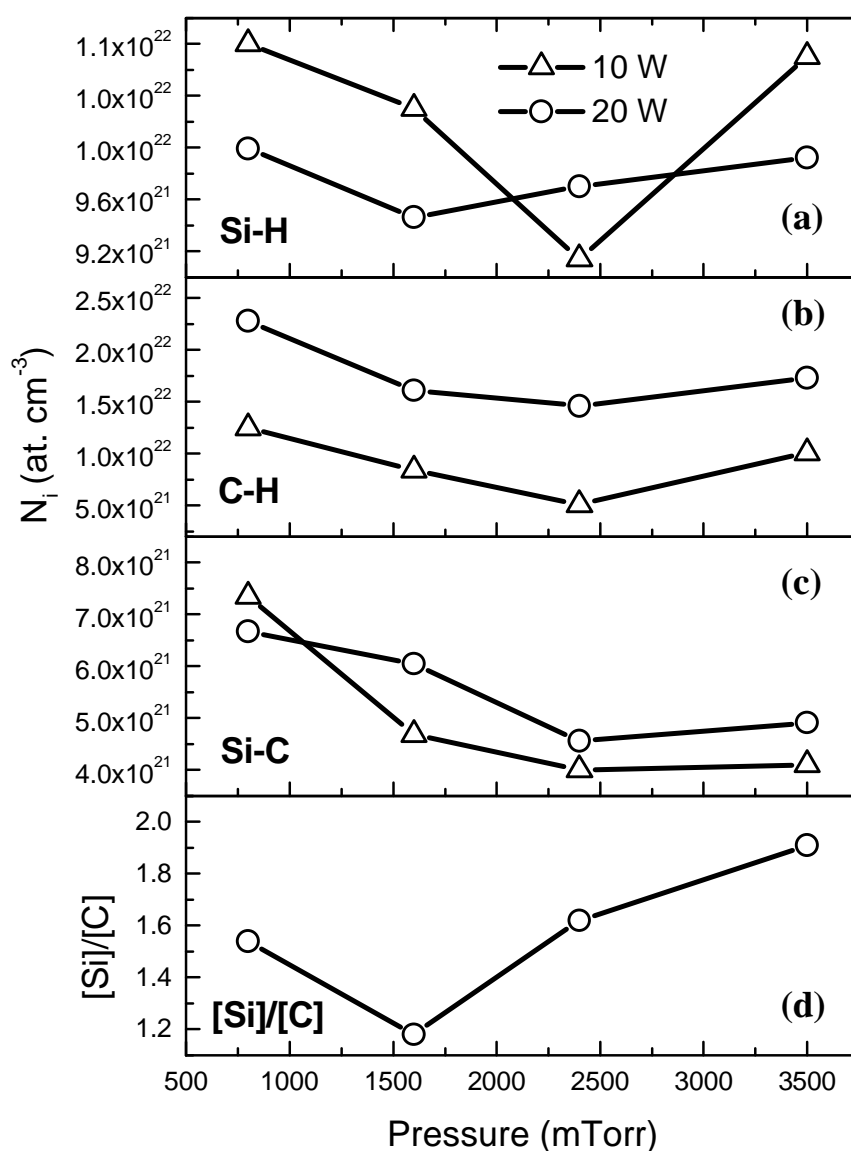 1.1x10²²
1.0x10²²
1.0x10²²
9.6x10²¹
9.2x10²¹
10 W
20 W
Si-H
(a)
2.5x10²²
2.0x10²²
1.5x10²²
1.0x10²²
5.0x10²¹
C-H
(b)
Nᵢ (at. cm⁻³)
8.0x10²¹
7.0x10²¹
6.0x10²¹
5.0x10²¹
4.0x10²¹
Si-C
(c)
2.0
1.8
1.6
1.4
1.2
[Si]/[C]
[Si]/[C]
(d)
500 1000 1500 2000 2500 3000 3500
Pressure (mTorr)